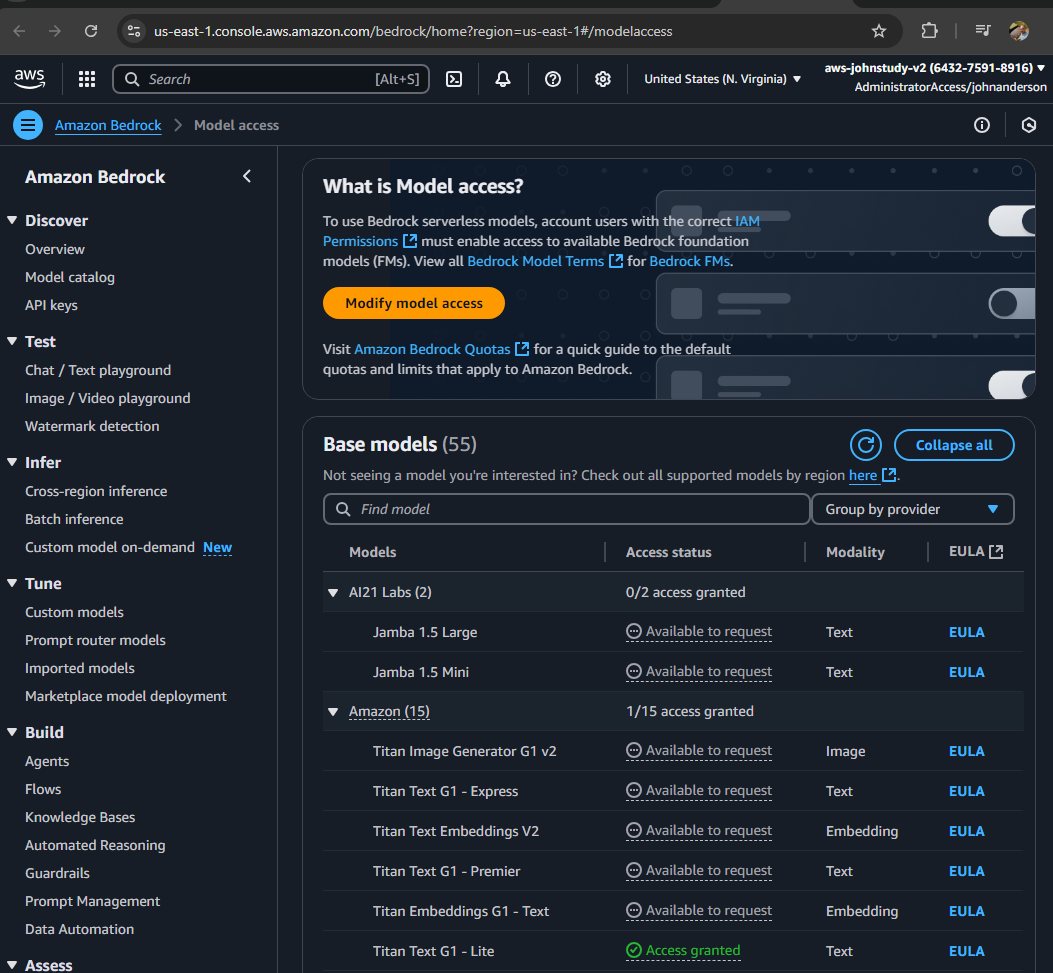 us-east-1.console.aws.amazon.com/bedrock/home?region=us-east-1#/modelaccess
aws
Search
[Alt+S]
United States (N. Virginia)
aws-johnstudy-v2 (6432-7591-8916)
AdministratorAccess/johnanderson
Amazon Bedrock
Model access
Amazon Bedrock
Discover
Overview
Model catalog
API keys
Test
Chat / Text playground
Image / Video playground
Watermark detection
Infer
Cross-region inference
Batch inference
Custom model on-demand New
Tune
Custom models
Prompt router models
Imported models
Marketplace model deployment
Build
Agents
Flows
Knowledge Bases
Automated Reasoning
Guardrails
Prompt Management
Data Automation
Assess
What is Model access?
To use Bedrock serverless models, account users with the correct IAM
Permissions must enable access to available Bedrock foundation
models (FMs). View all Bedrock Model Terms for Bedrock FMs.
Modify model access
Visit Amazon Bedrock Quotas for a quick guide to the default
quotas and limits that apply to Amazon Bedrock.
Base models (55)
Collapse all
Not seeing a model you're interested in? Check out all supported models by region here.
Find model
Group by provider
Models Access status Modality EULA
AI21 Labs (2) 0/2 access granted
Jamba 1.5 Large Available to request Text EULA
Jamba 1.5 Mini Available to request Text EULA
Amazon (15) 1/15 access granted
Titan Image Generator G1 v2 Available to request Image EULA
Titan Text G1 - Express Available to request Text EULA
Titan Text Embeddings V2 Available to request Embedding EULA
Titan Text G1 - Premier Available to request Text EULA
Titan Embeddings G1 - Text Available to request Embedding EULA
Titan Text G1 - Lite Access granted Text EULA